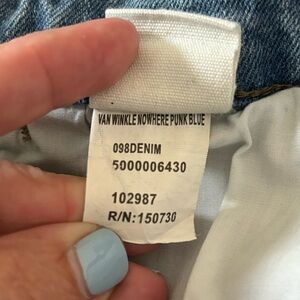 VAN WINKLE NOWHERE PUNK BLUE
098DENIM
5000006430
102987
R/N:150730